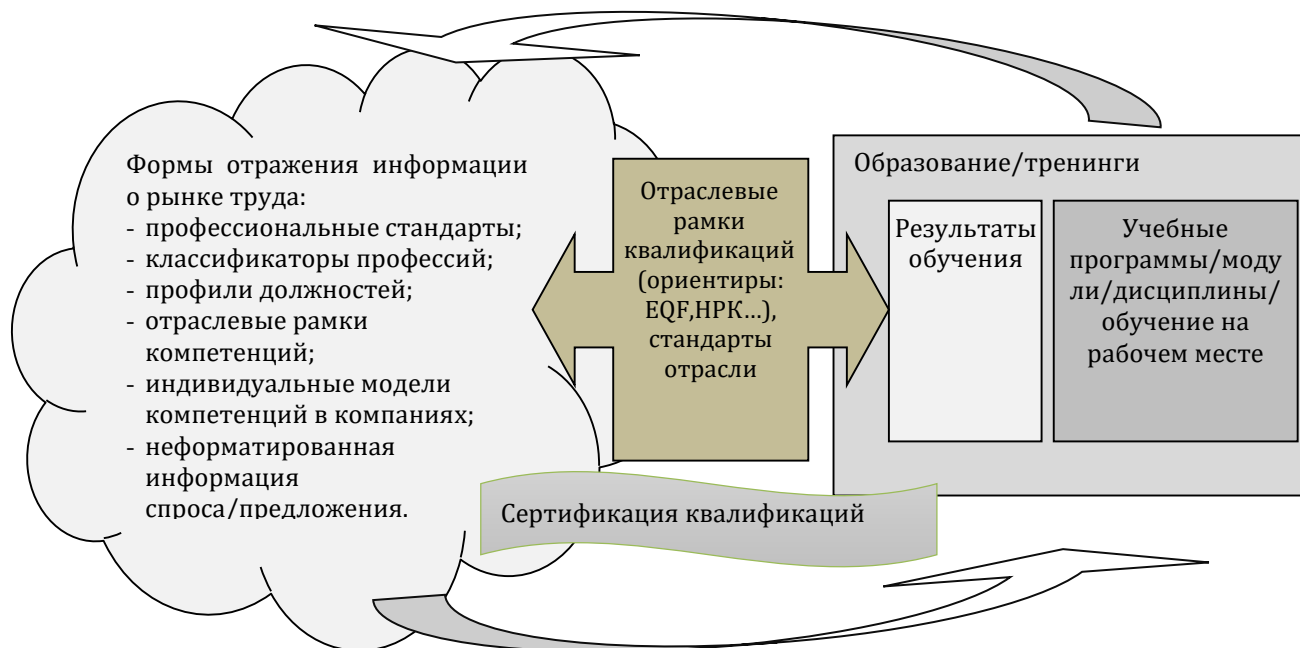 Формы отражения информации
о рынке труда:
- профессиональные стандарты;
- классификаторы профессий;
- профили должностей;
- отраслевые рамки
компетенций;
- индивидуальные модели
компетенций в компаниях;
- неформатированная
информация
спроса/предложения.
Отраслевые
рамки
квалификаций
(ориентиры:
EQF,НРК...),
стандарты
отрасли
Образование/тренинги
Результаты
обучения
Учебные
программы/моду
ли/дисциплины/
обучение на
рабочем месте
Сертификация квалификаций